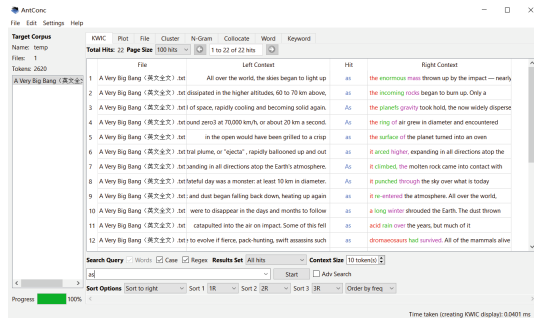 AntConc
File Edit Settings Help
Target Corpus
Name: temp
Files: 1
Tokens: 2620
A Very Big Bang（英文全文）
Progress 100%
KWIC Plot File Cluster N-Gram Collocate Word Keyword
Total Hits: 22 Page Size 100 hits 1 to 22 of 22 hits
File Left Context Hit Right Context
1 A Very Big Bang（英文全文）.txt All over the world, the skies began to light up as the enormous mass thrown up by the impact — nearly
2 A Very Big Bang（英文全文）.txt dissipated in the higher altitudes, 60 to 70 km above, as the incoming rocks began to burn up. Only a
3 A Very Big Bang（英文全文）.txt l of space, rapidly cooling and becoming solid again. As the planets gravity took hold, the now widely disperse
4 A Very Big Bang（英文全文）.txt ound zero3 at 70,000 km/h, or about 20 km a second. As the ring of air grew in diameter and encountered
5 A Very Big Bang（英文全文）.txt in the open would have been grilled to a crisp as the surface of the planet turned into an oven
6 A Very Big Bang（英文全文）.txt tral plume, or "ejecta" , rapidly ballooned up and out as it arced higher, expanding in all directions atop the
7 A Very Big Bang（英文全文）.txt panding in all directions atop the Earth's atmosphere. As it climbed, the molten rock came into contact with
8 A Very Big Bang（英文全文）.txt fateful day was a monster: at least 10 km in diameter. As it punched through the sky over what is today
9 A Very Big Bang（英文全文）.txt and dust began falling back down, heating up again as it re-entered the atmosphere. All over the world,
10 A Very Big Bang（英文全文）.txt were to disappear in the days and months to follow as a long winter shrouded the Earth. The dust thrown
11 A Very Big Bang（英文全文）.txt catapulted into the air on impact. Some of this fell as acid rain over the years, but much of it
12 A Very Big Bang（英文全文）.txt e to evolve if fierce, pack-hunting, swift assassins such as dromaeosaurs had survived. All of the mammals alive
Search Query Words Case Regex Results Set All hits Context Size 10 token(s)
as Start Adv Search
Sort Options Sort to right Sort 1 1R Sort 2 2R Sort 3 3R Order by freq
Time taken (creating KWIC display): 0.0401 ms